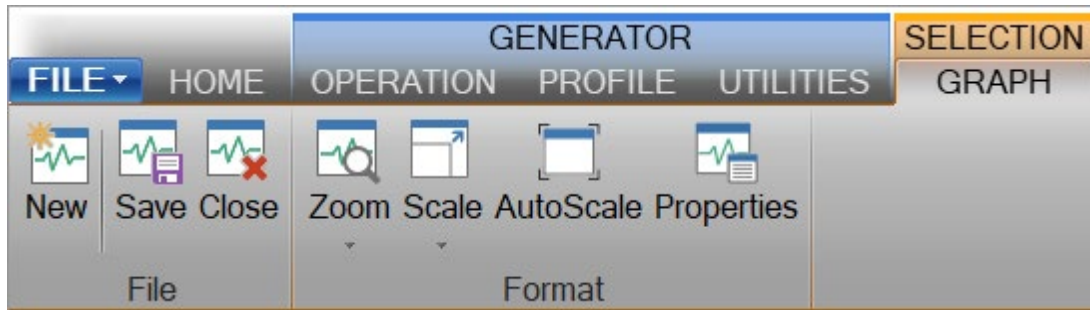 GENERATOR SELECTION
FILE HOME OPERATION PROFILE UTILITIES GRAPH
New Save Close Zoom Scale AutoScale Properties
File Format